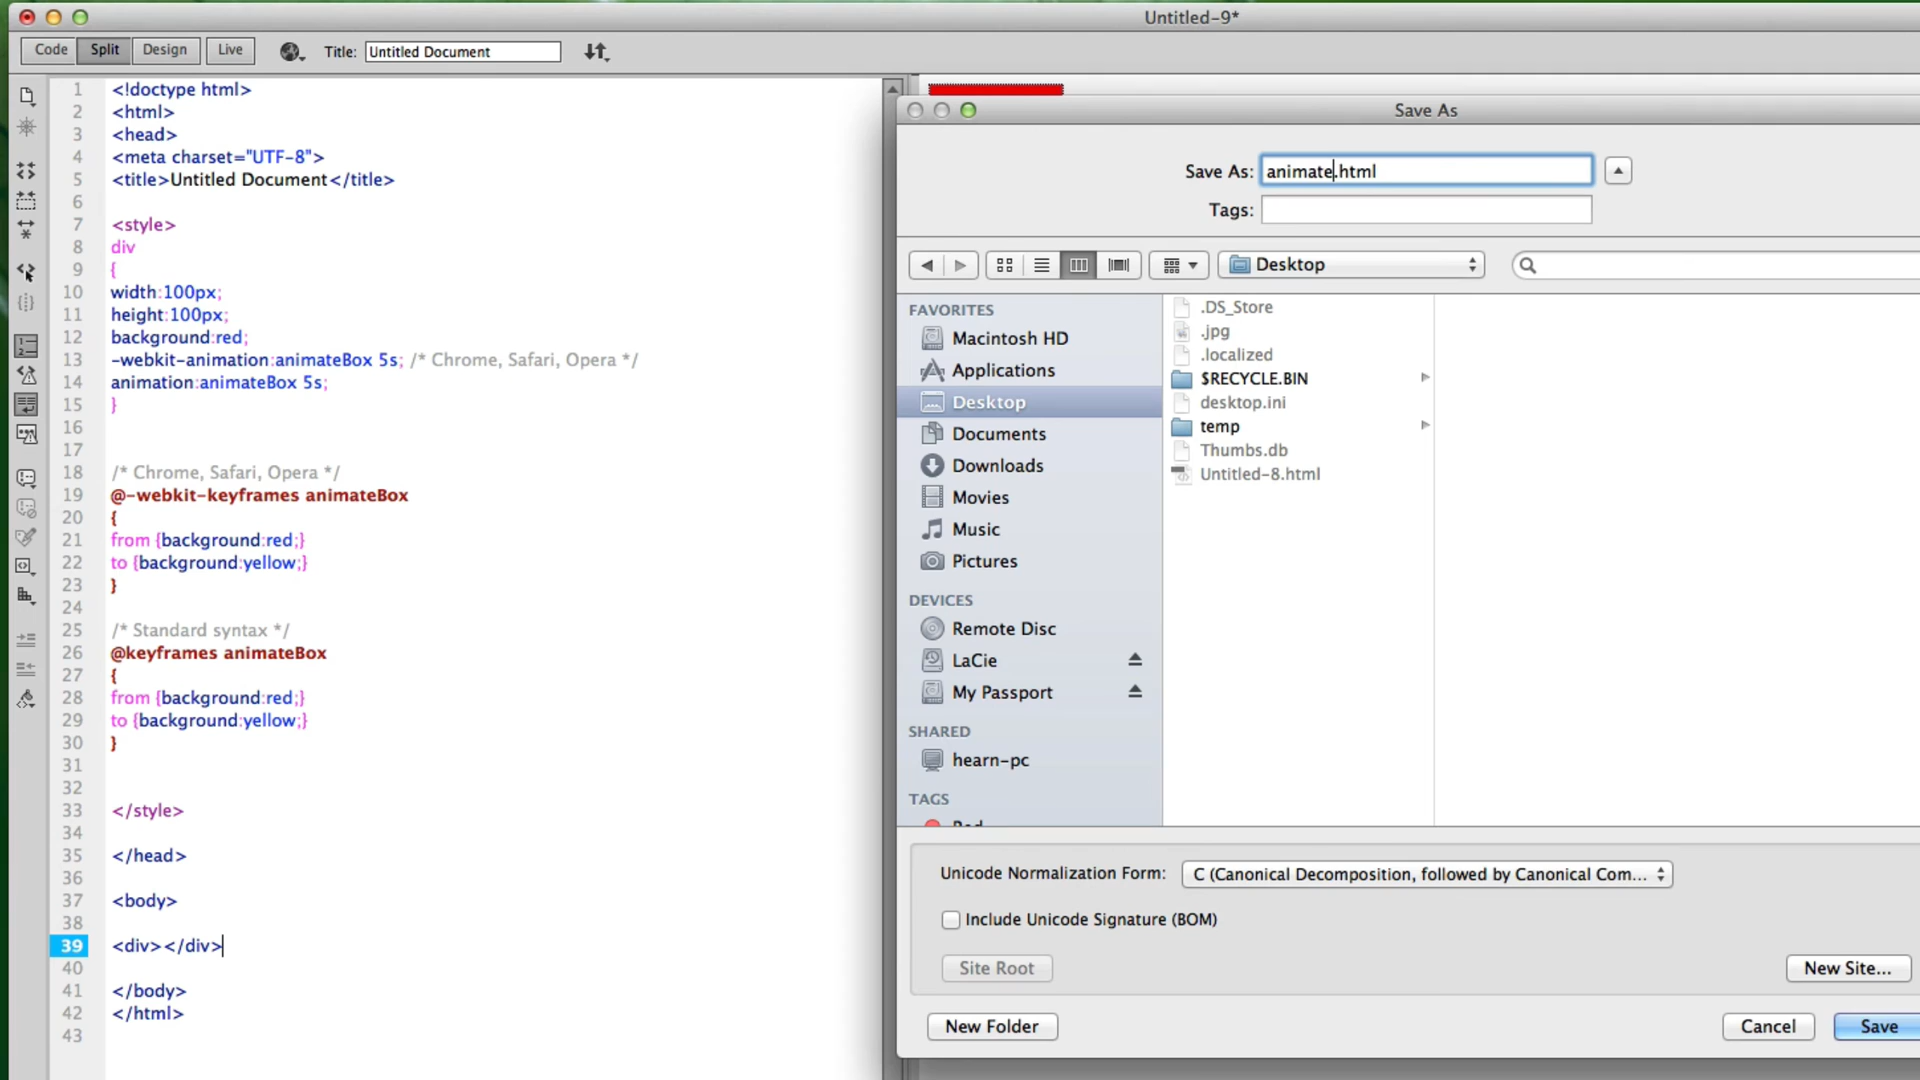 Untitled-9*
Code Split Design Live Title: Untitled Document
1 <!doctype html>
2 <html>
3 <head>
4 <meta charset="UTF-8">
5 <title>Untitled Document</title>
6
7 <style>
8 div
9 {
10 width:100px;
11 height:100px;
12 background:red;
13 -webkit-animation:animateBox 5s; /* Chrome, Safari, Opera */
14 animation:animateBox 5s;
15 }
16
17
18 /* Chrome, Safari, Opera */
19 @-webkit-keyframes animateBox
20 {
21 from {background:red;}
22 to {background:yellow;}
23 }
24
25 /* Standard syntax */
26 @keyframes animateBox
27 {
28 from {background:red;}
29 to {background:yellow;}
30 }
31
32
33 </style>
34
35 </head>
36
37 <body>
38
39 <div></div>
40
41 </body>
42 </html>
43
Save As
Save As: animate.html
Tags:
Desktop
FAVORITES
Macintosh HD
Applications
Desktop
Documents
Downloads
Movies
Music
Pictures
DEVICES
Remote Disc
LaCie
My Passport
SHARED
hearn-pc
TAGS
Red
.DS_Store
.jpg
.localized
$RECYCLE.BIN
desktop.ini
temp
Thumbs.db
Untitled-8.html
Unicode Normalization Form: C (Canonical Decomposition, followed by Canonical Com...
Include Unicode Signature (BOM)
Site Root New Site...
New Folder Cancel Save